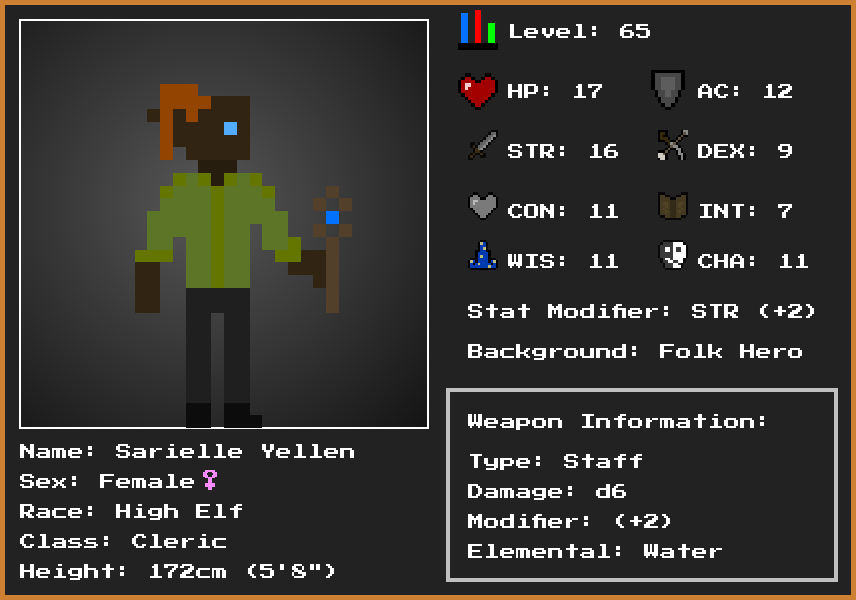 Level: 65
HP: 17
AC: 12
STR: 16
DEX: 9
CON: 11
INT: 7
WIS: 11
CHA: 11
Stat Modifier: STR (+2)
Background: Folk Hero
Weapon Information:
Type: Staff
Damage: d6
Modifier: (+2)
Elemental: Water
Name: Sarielle Yellen
Sex: Female♀
Race: High Elf
Class: Cleric
Height: 172cm (5'8")